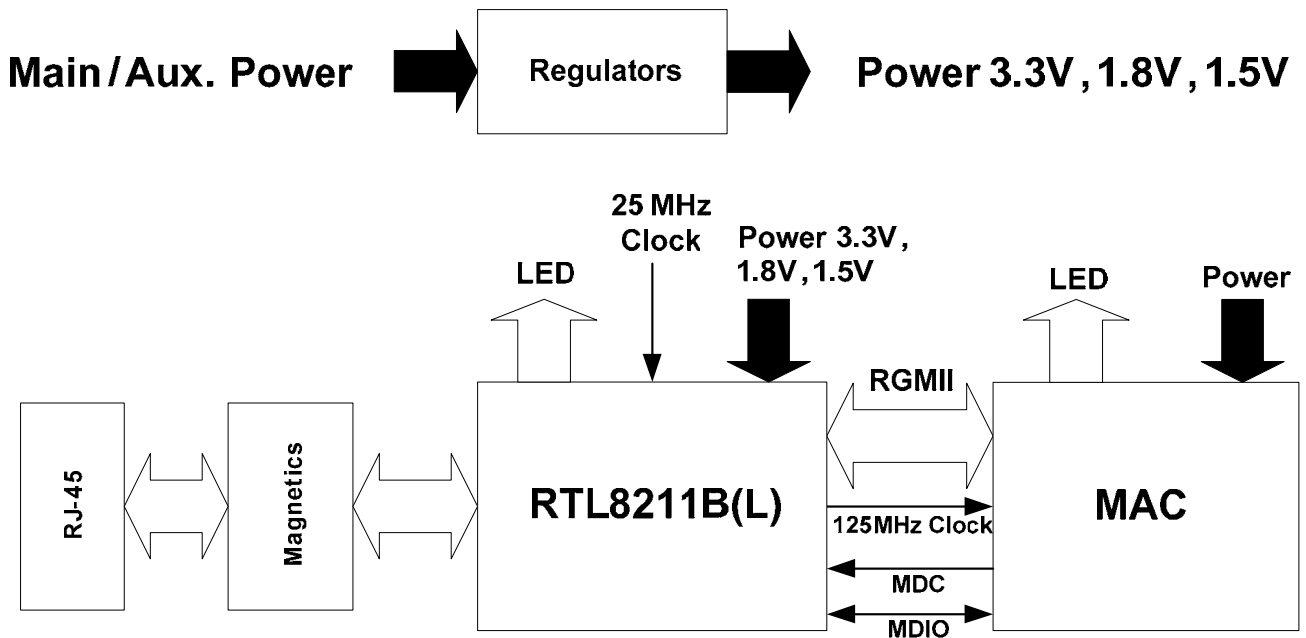 Main/Aux. Power
Regulators
Power 3.3V, 1.8V, 1.5V
25 MHz
Clock
Power 3.3V,
1.8V, 1.5V
LED
LED
Power
RGMII
RJ-45
Magnetics
RTL8211B(L)
MAC
125MHz Clock
MDC
MDIO